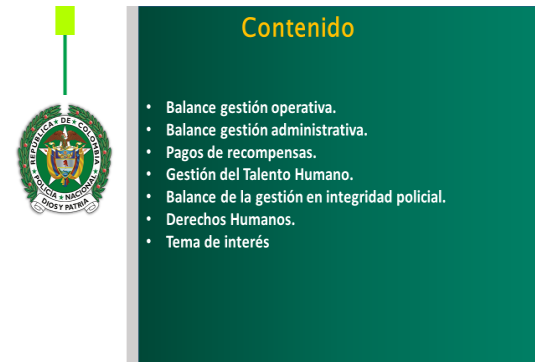 Contenido
• Balance gestión operativa.
• Balance gestión administrativa.
• Pagos de recompensas.
• Gestión del Talento Humano.
• Balance de la gestión en integridad policial.
• Derechos Humanos.
• Tema de interés
REPÚBLICA ★ DE ★ COLOMBIA
★ POLICÍA ★ NACIONAL ★
DIOS Y PATRIA